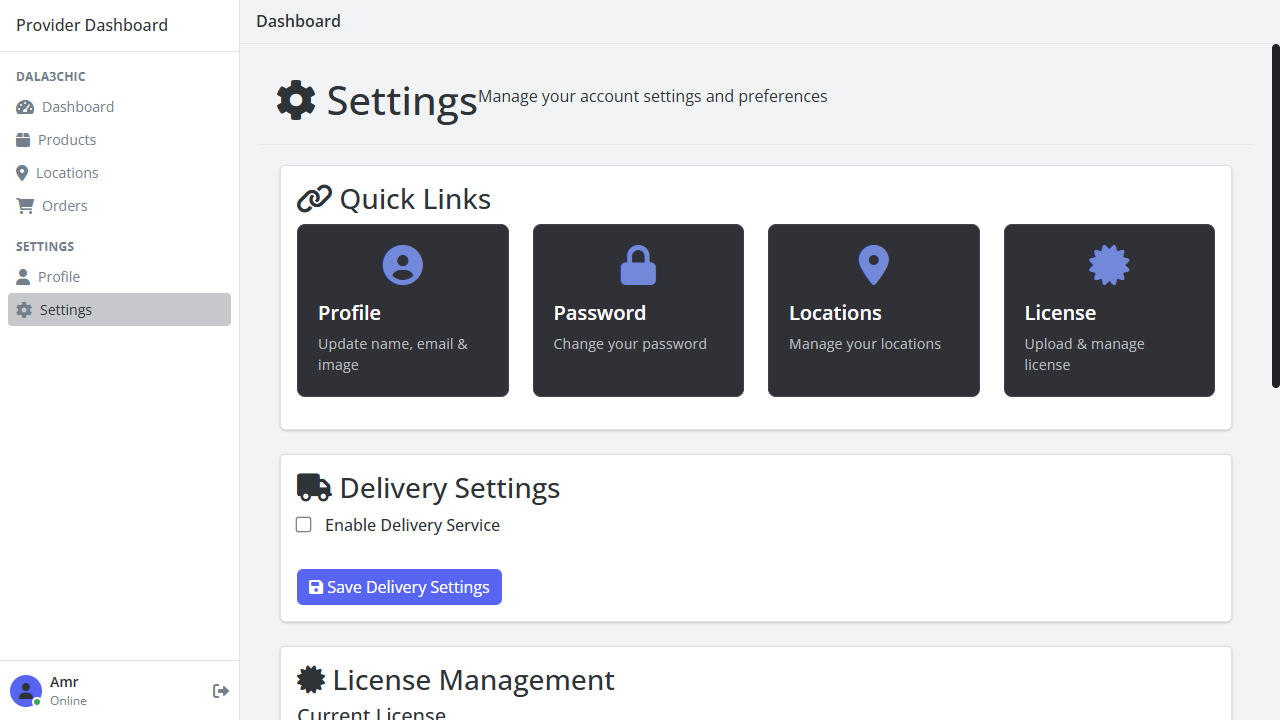 Provider Dashboard
DALA3CHIC
Dashboard
Products
Locations
Orders
SETTINGS
Profile
Settings
Amr
Online
Dashboard
Settings
Manage your account settings and preferences
Quick Links
Profile
Update name, email &
image
Password
Change your password
Locations
Manage your locations
License
Upload & manage
license
Delivery Settings
Enable Delivery Service
Save Delivery Settings
License Management
Current License